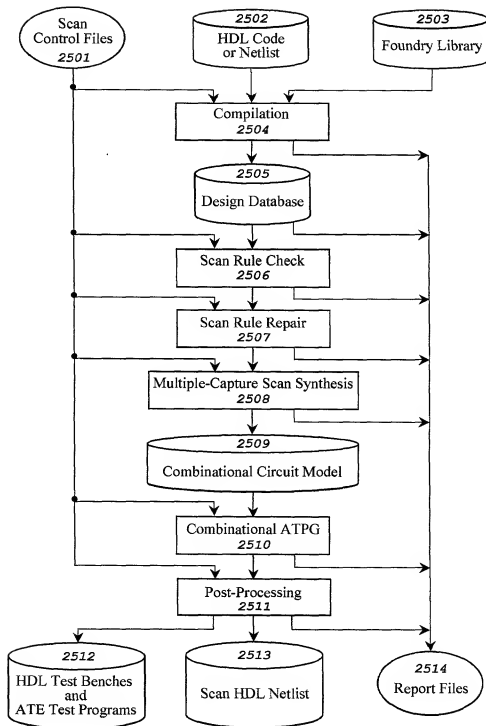 Scan
Control Files
2501
2502
HDL Code
or Netlist
2503
Foundry Library
Compilation
2504
2505
Design Database
Scan Rule Check
2506
Scan Rule Repair
2507
Multiple-Capture Scan Synthesis
2508
2509
Combinational Circuit Model
Combinational ATPG
2510
Post-Processing
2511
2512
HDL Test Benches
and
ATE Test Programs
2513
Scan HDL Netlist
2514
Report Files